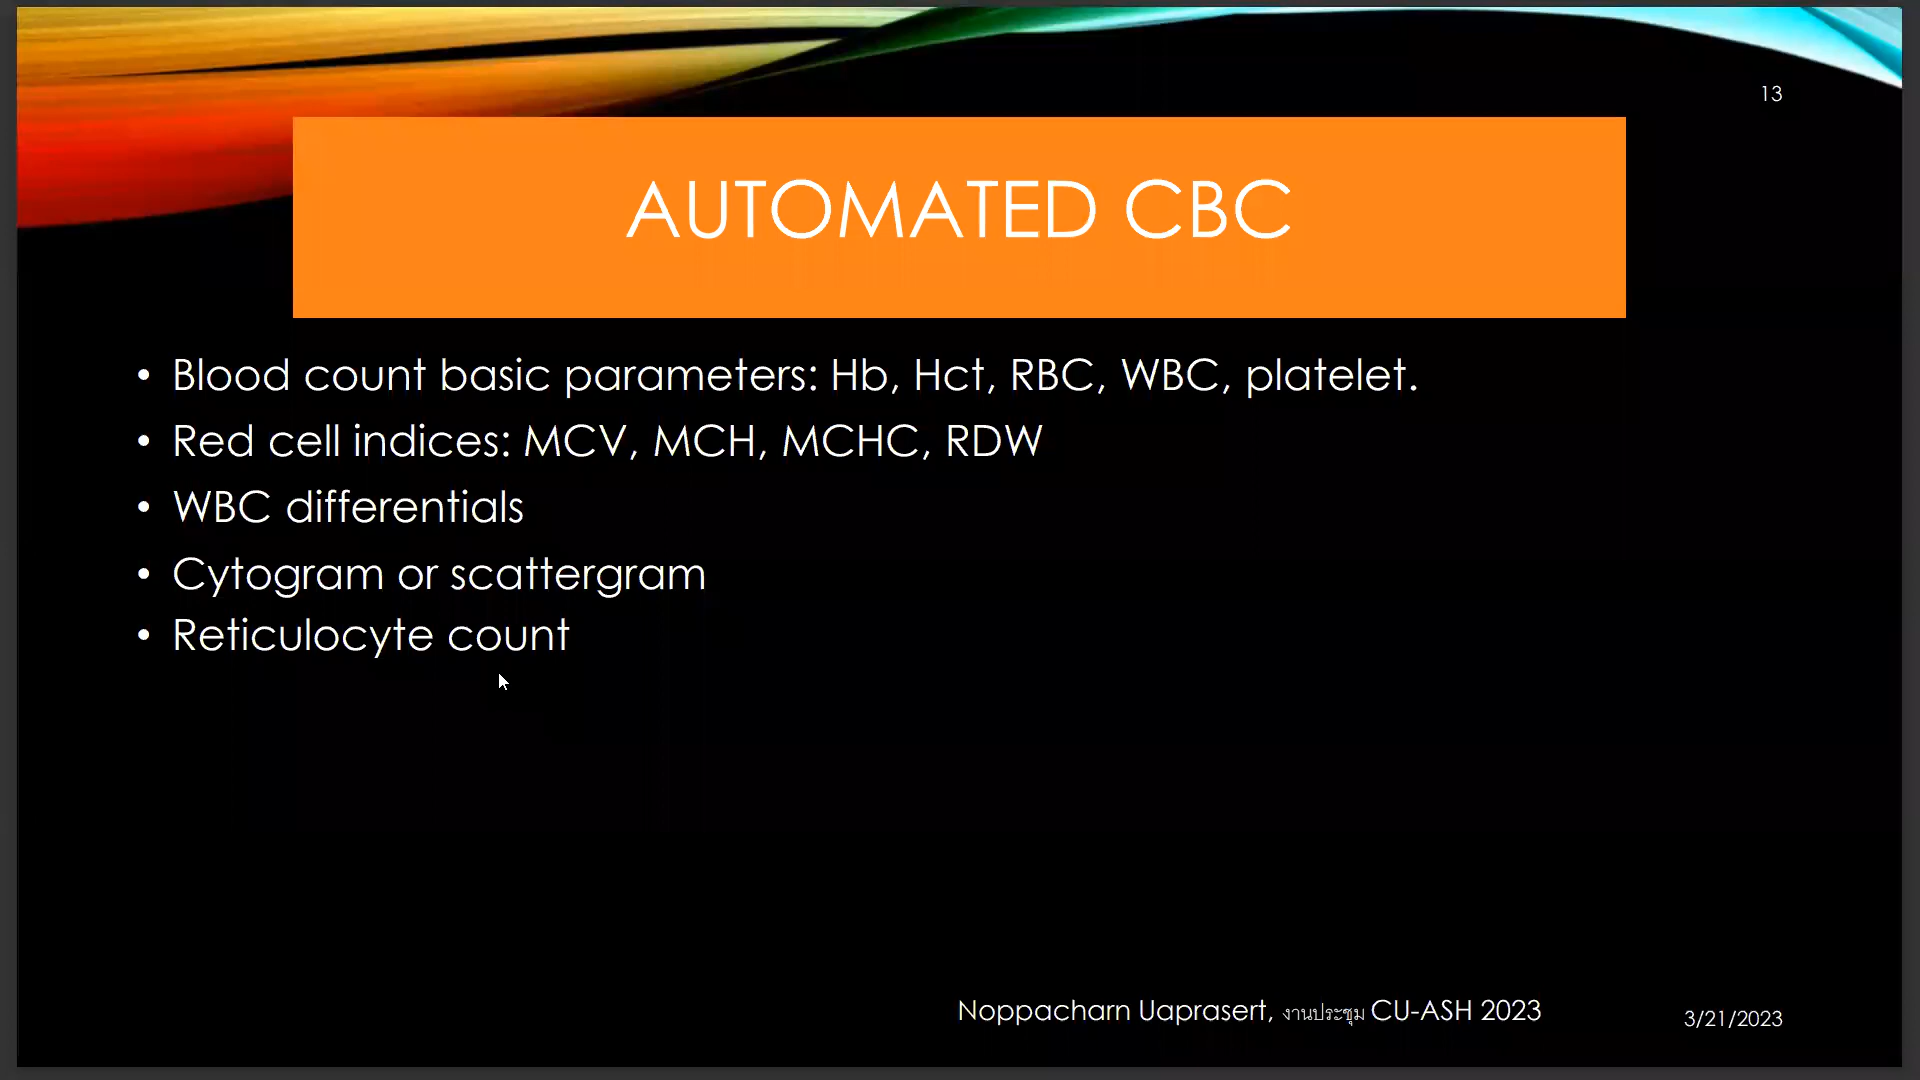 13
AUTOMATED CBC
• Blood count basic parameters: Hb, Hct, RBC, WBC, platelet.
• Red cell indices: MCV, MCH, MCHC, RDW
• WBC differentials
• Cytogram or scattergram
• Reticulocyte count
Noppacharn Uaprasert, งานประชุม CU-ASH 2023
3/21/2023